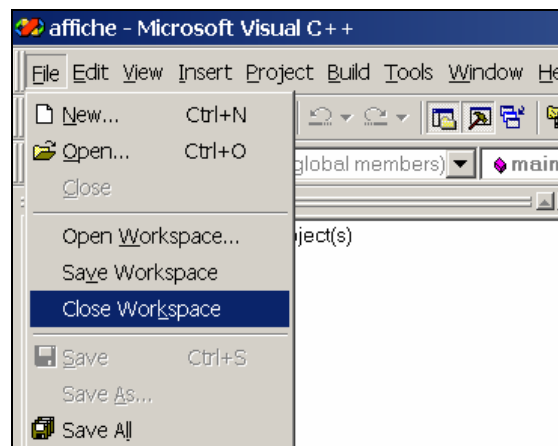 affiche - Microsoft Visual C++
File Edit View Insert Project Build Tools Window He
New... Ctrl+N
Open... Ctrl+O
global members) main
Close
Open Workspace... ject(s)
Save Workspace
Close Workspace
Save Ctrl+S
Save As...
Save All